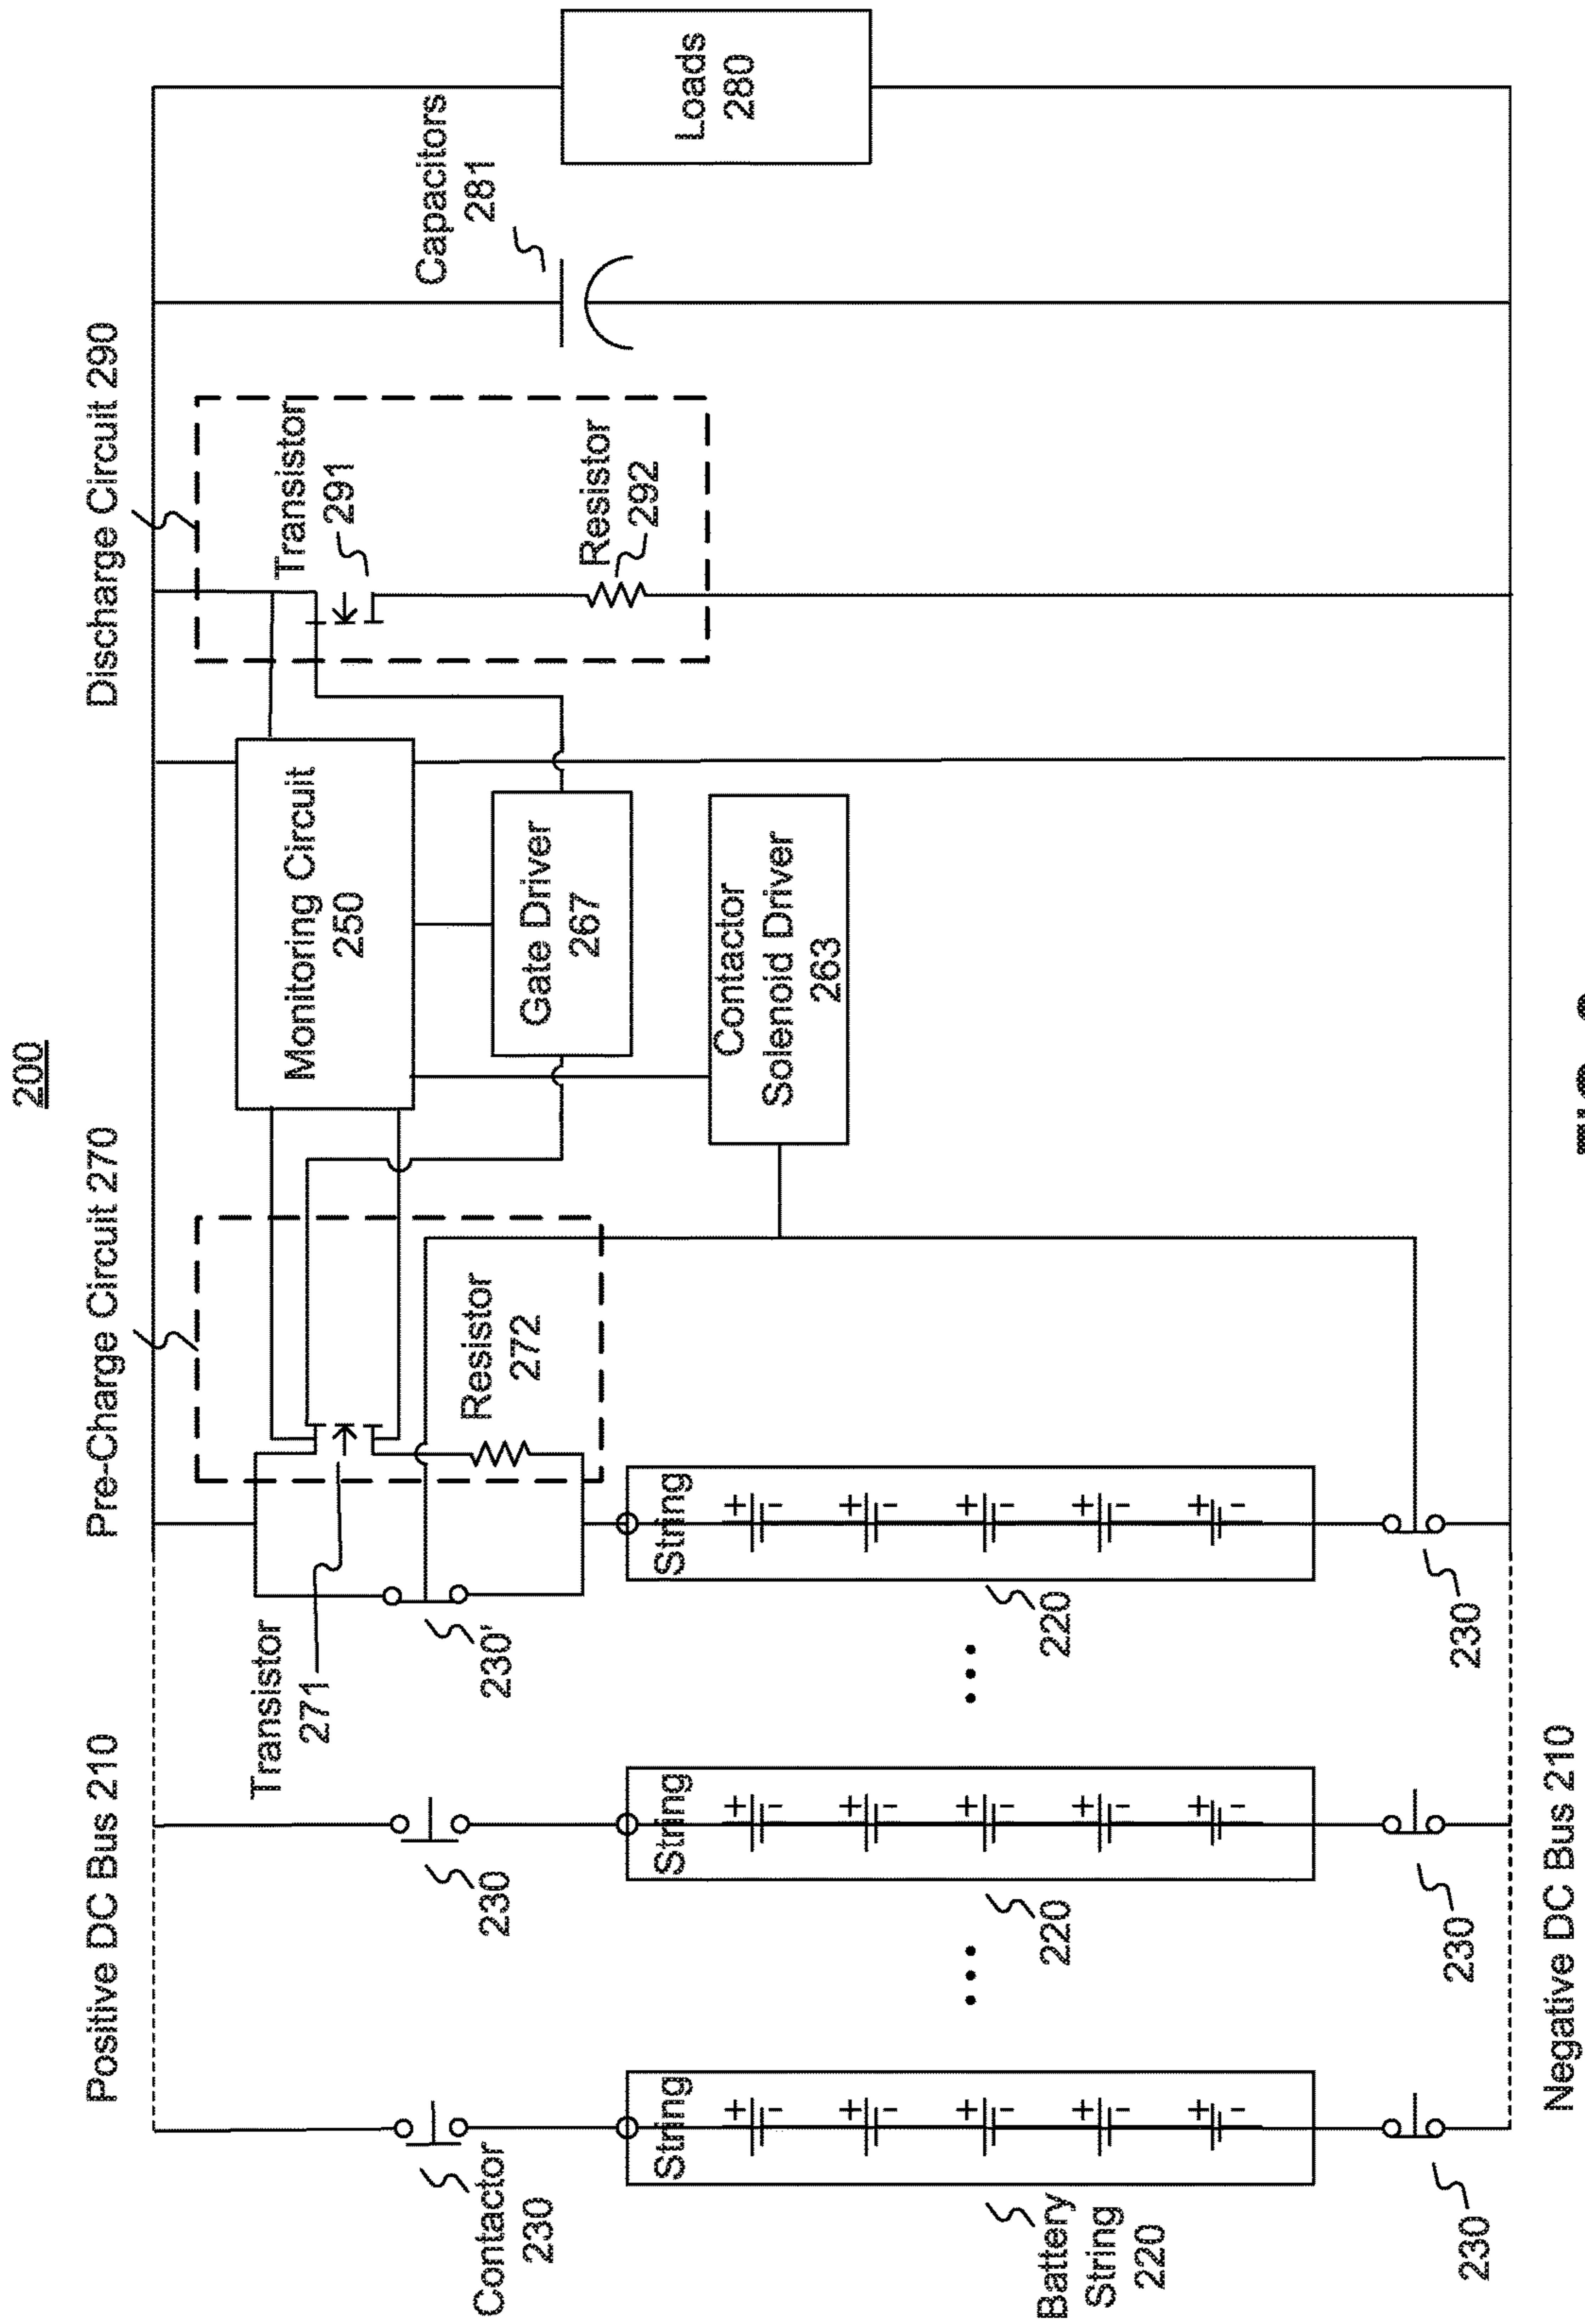 200
Positive DC Bus 210
Pre-Charge Circuit 270
Discharge Circuit 290
Contactor
230
230
Transistor
271
230'
Resistor
272
Monitoring Circuit
250
Gate Driver
267
Contactor
Solenoid Driver
263
Transistor
291
Resistor
292
Capacitors
281
Loads
280
String
+
-
+
-
+
-
+
-
+
-
String
+
-
+
-
+
-
+
-
+
-
String
+
-
+
-
+
-
+
-
+
-
Battery
String
220
220
220
230
230
230
Negative DC Bus 210